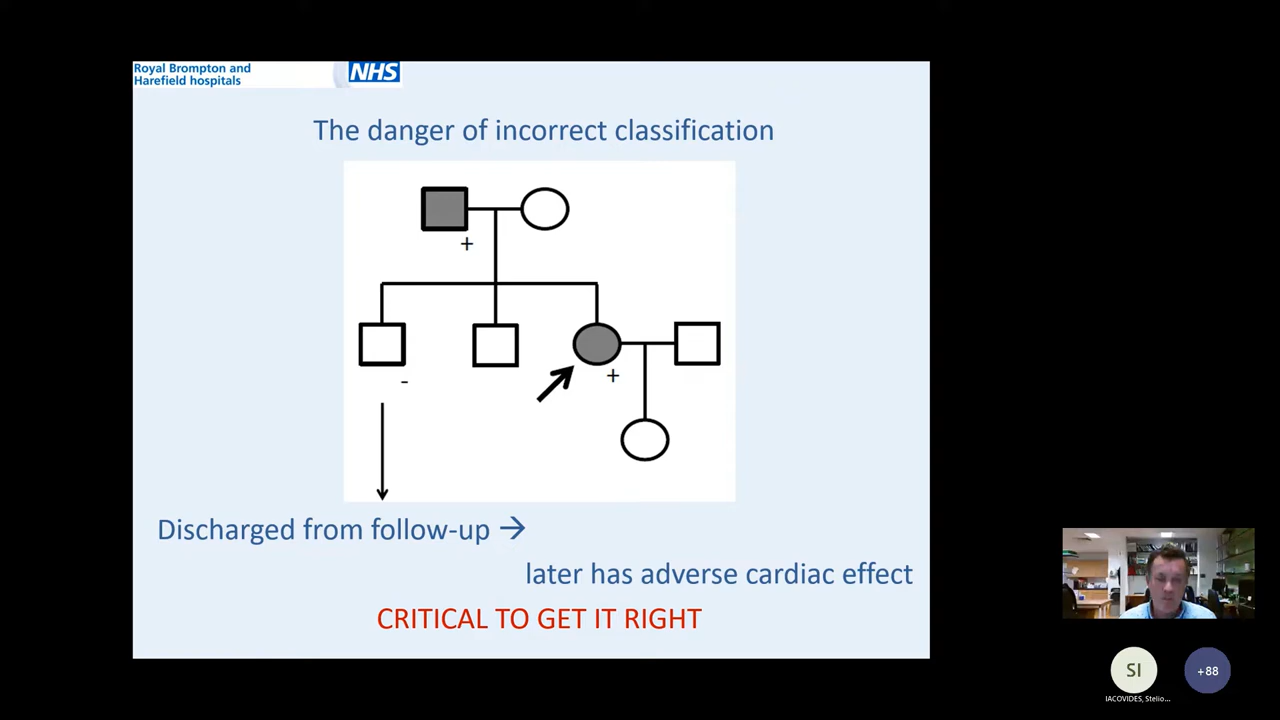 Royal Brompton and
Harefield hospitals
NHS
The danger of incorrect classification
+
-
+
Discharged from follow-up →
later has adverse cardiac effect
CRITICAL TO GET IT RIGHT
SI
+88
IACOVIDES, Stelio...